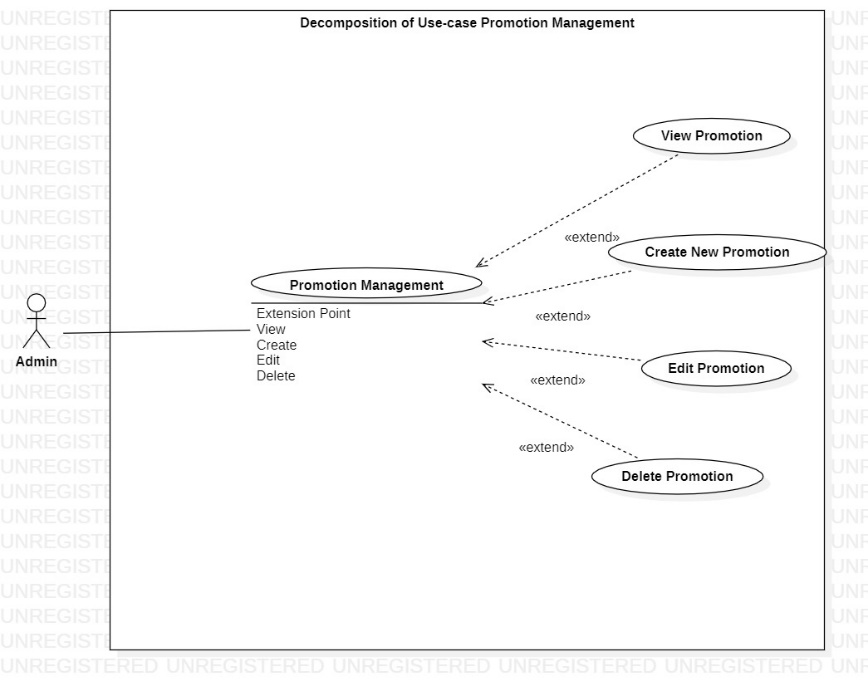 Decomposition of Use-case Promotion Management
View Promotion
«extend»
Create New Promotion
Promotion Management
Extension Point
View
Create
Edit
Delete
«extend»
Admin
Edit Promotion
«extend»
«extend»
Delete Promotion
UNREGISTERED UNREGISTERED UNREGISTERED UNREGISTERED UNREGISTERED